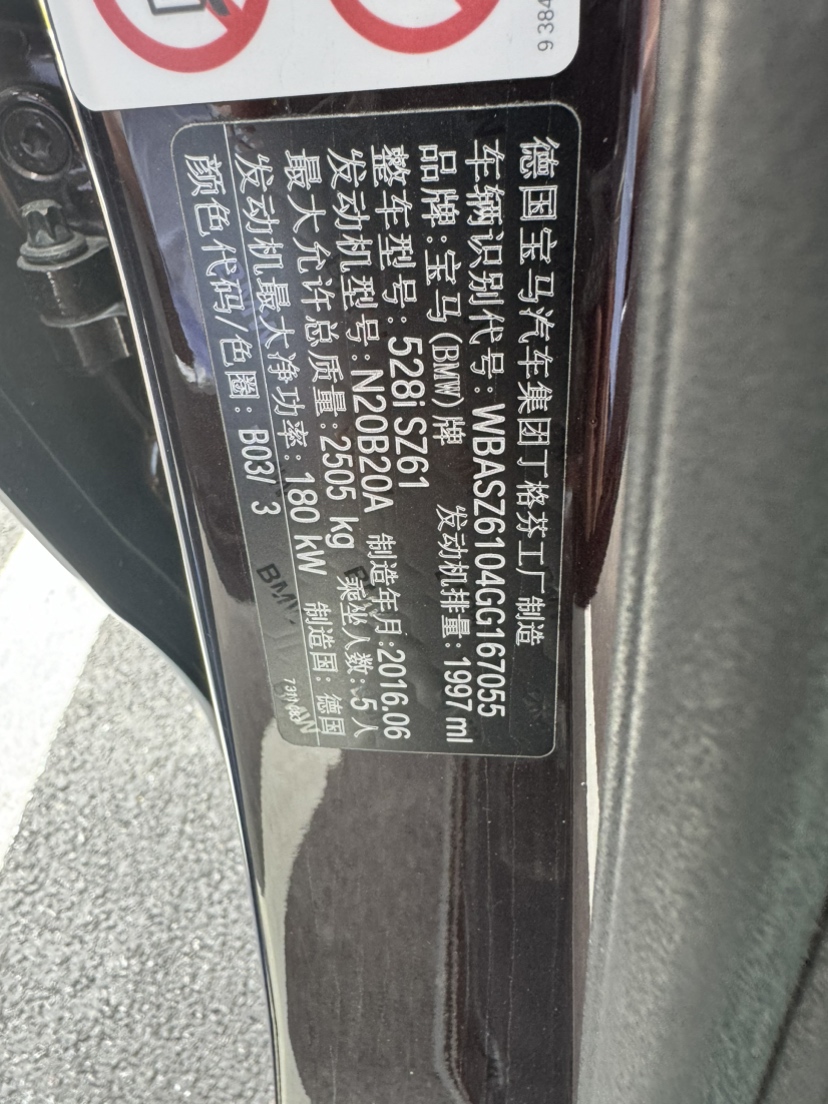 9 384
德国宝马汽车集团丁格芬工厂制造
车辆识别代号: WBASZ6104GG167055
品牌:宝马(BMW)牌 发动机排量: 1997 ml
整车型号: 528i SZ61
发动机型号: N20B20A 制造年月:2016.06
最大允许总质量:2505 kg 乘坐人数: 5 人
发动机最大净功率: 180 kW 制造国: 德国
颜色代码/色圈: B03/ 3
BMW